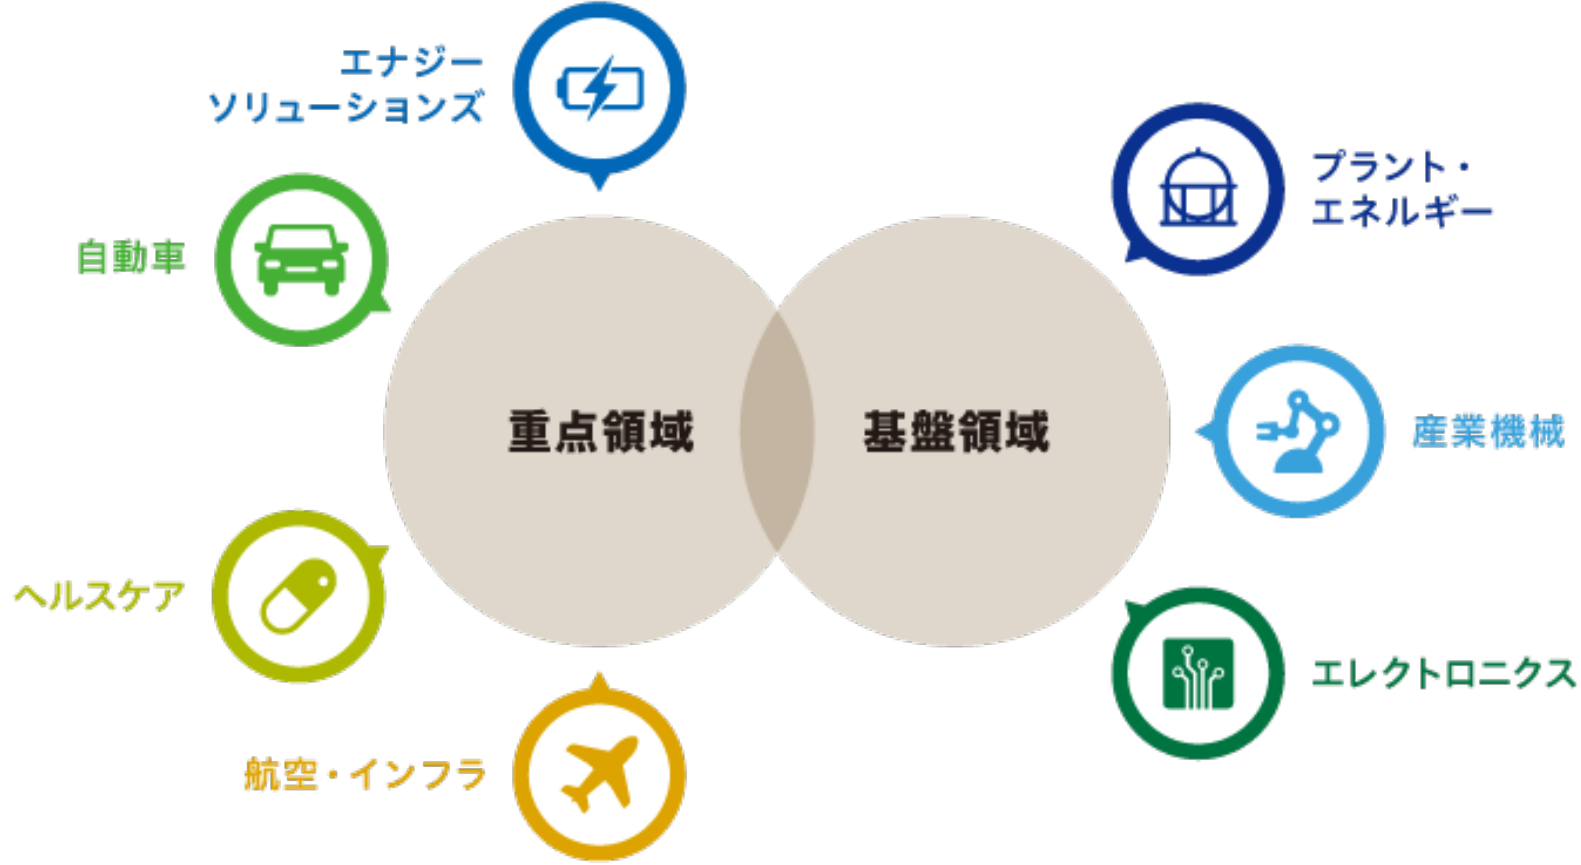 エナジー
ソリューションズ
自動車
ヘルスケア
航空・インフラ
重点領域
基盤領域
プラント・
エネルギー
産業機械
エレクトロニクス